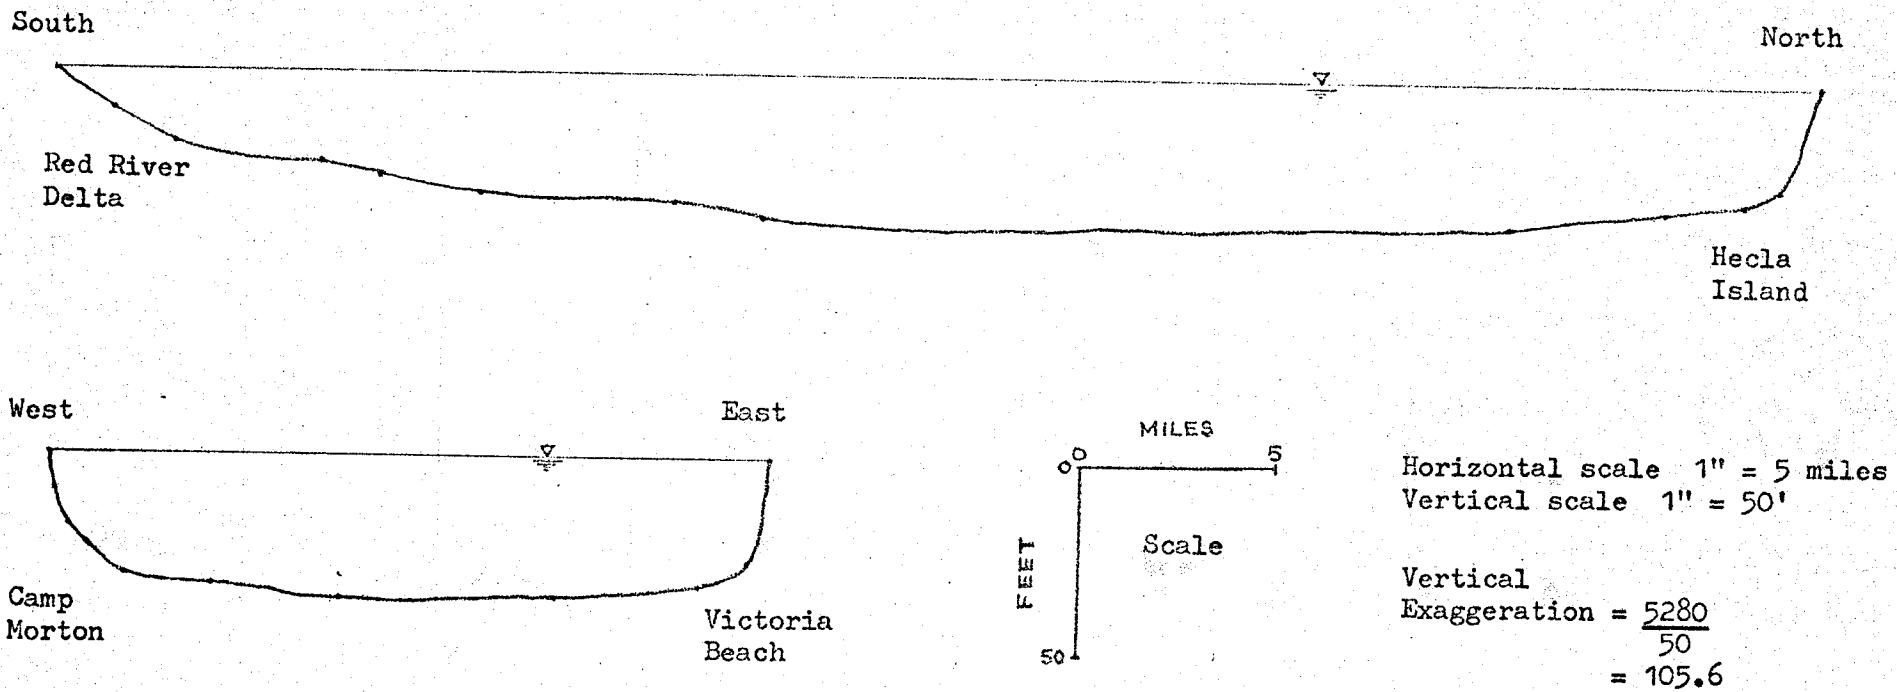 South
North
Red River
Delta
Hecla
Island
West
East
Camp
Morton
Victoria
Beach
MILES
0 0 5
FEET
50
Scale
Horizontal scale 1" = 5 miles
Vertical scale 1" = 50'
Vertical
Exaggeration = 5280
50
= 105.6